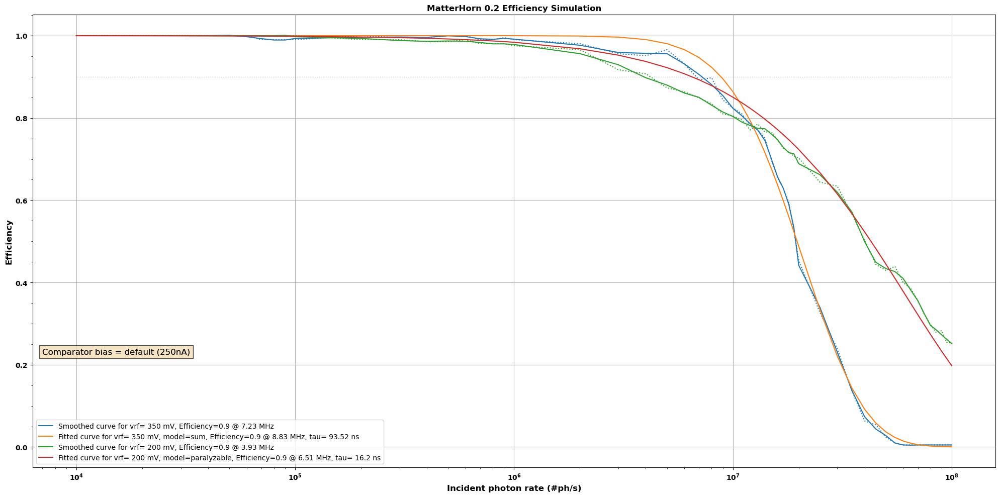 MatterHorn 0.2 Efficiency Simulation
1.0
0.8
0.6
0.4
0.2
0.0
Efficiency
Comparator bias = default (250nA)
Smoothed curve for vrf= 350 mV, Efficiency=0.9 @ 7.23 MHz
Fitted curve for vrf= 350 mV, model=sum, Efficiency=0.9 @ 8.83 MHz, tau= 93.52 ns
Smoothed curve for vrf= 200 mV, Efficiency=0.9 @ 3.93 MHz
Fitted curve for vrf= 200 mV, model=paralyzable, Efficiency=0.9 @ 6.51 MHz, tau= 16.2 ns
10⁴ 10⁵ 10⁶ 10⁷ 10⁸
Incident photon rate (#ph/s)